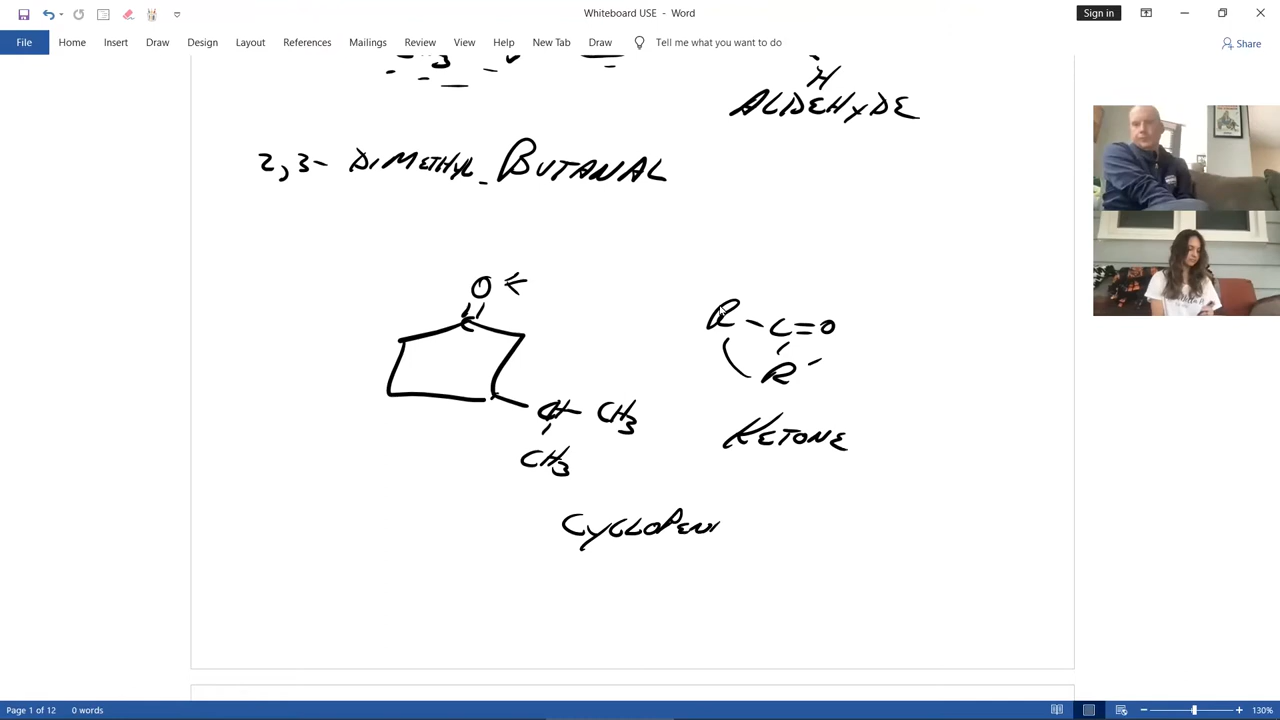 Whiteboard USE - Word
Sign in
File Home Insert Draw Design Layout References Mailings Review View Help New Tab Draw Tell me what you want to do
Share
H
ALDEHYDE
2,3- DIMETHYL-BUTANAL
O
C
R - C = O
R'
CH - CH3
CH3
KETONE
CYCLOPEN
Page 1 of 12 0 words
130%